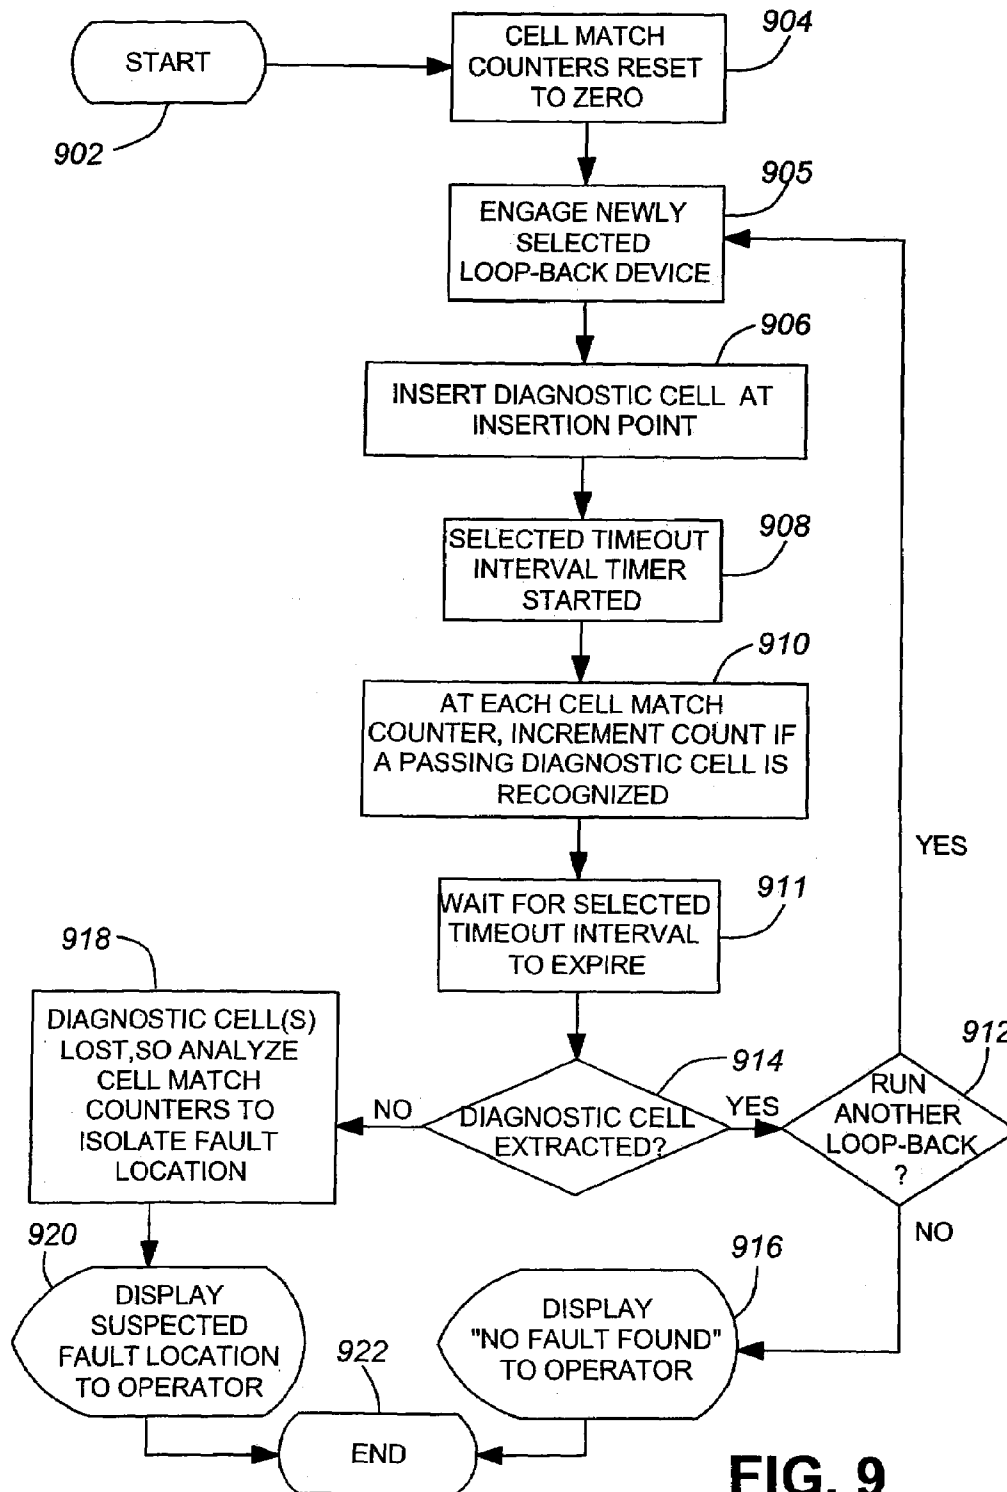 START
902
CELL MATCH
COUNTERS RESET
TO ZERO
904
905
ENGAGE NEWLY
SELECTED
LOOP-BACK DEVICE
906
INSERT DIAGNOSTIC CELL AT
INSERTION POINT
908
SELECTED TIMEOUT
INTERVAL TIMER
STARTED
910
AT EACH CELL MATCH
COUNTER, INCREMENT COUNT IF
A PASSING DIAGNOSTIC CELL IS
RECOGNIZED
YES
911
WAIT FOR SELECTED
TIMEOUT INTERVAL
TO EXPIRE
918
DIAGNOSTIC CELL(S)
LOST,SO ANALYZE
CELL MATCH
COUNTERS TO
ISOLATE FAULT
LOCATION
NO
914
DIAGNOSTIC CELL
EXTRACTED?
YES
912
RUN
ANOTHER
LOOP-BACK
?
NO
920
DISPLAY
SUSPECTED
FAULT LOCATION
TO OPERATOR
916
DISPLAY
"NO FAULT FOUND"
TO OPERATOR
922
END
FIG. 9